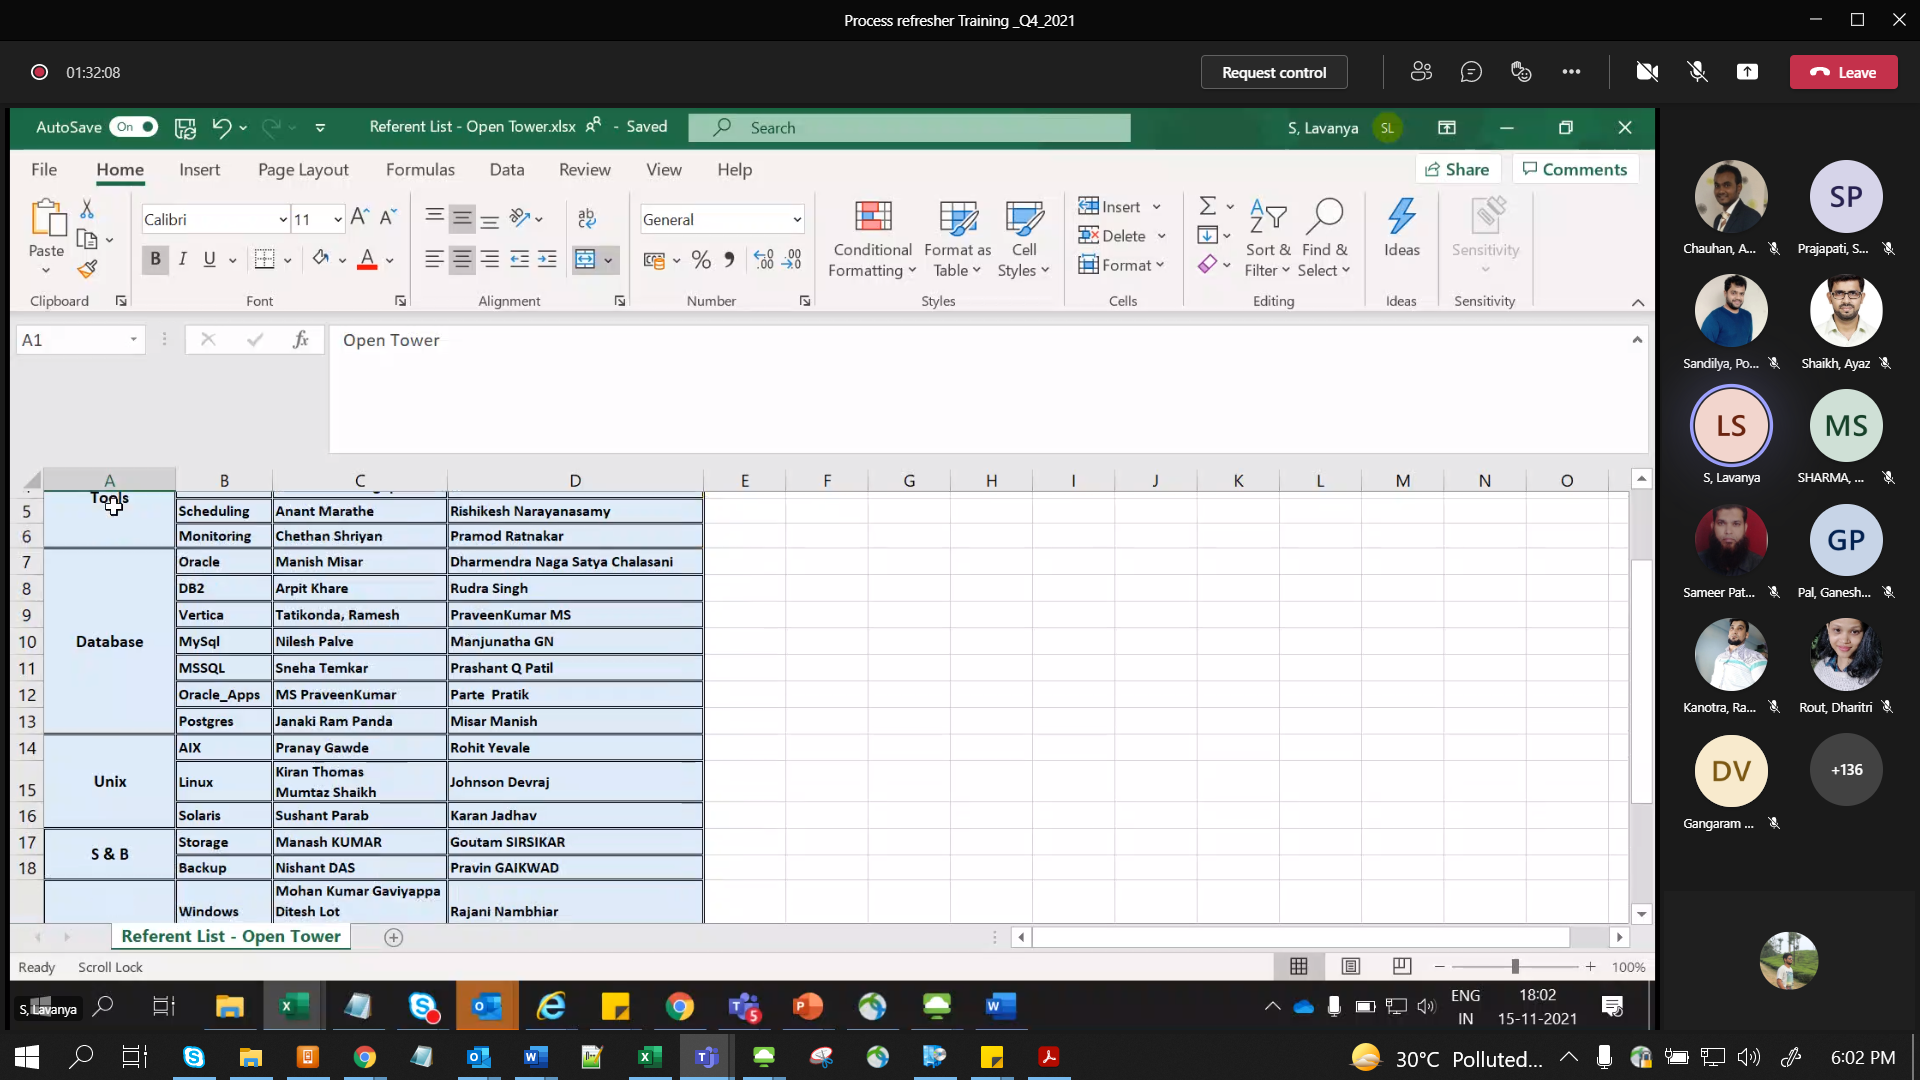 Process refresher Training _Q4_2021
01:32:08
Request control
Leave
AutoSave On
Referent List - Open Tower.xlsx - Saved
Search
S, Lavanya SL
File Home Insert Page Layout Formulas Data Review View Help
Share
Comments
Paste
Clipboard
Calibri 11
B I U
Font
ab
Alignment
General
Number
Conditional Formatting
Format as Table
Cell Styles
Styles
Insert
Delete
Format
Cells
Sort & Filter
Find & Select
Editing
Ideas
Ideas
Sensitivity
Sensitivity
A1
fx
Open Tower
A B C D E F G H I J K L M N O
Tools
5 Scheduling Anant Marathe Rishikesh Narayanasamy
6 Monitoring Chethan Shriyan Pramod Ratnakar
7 Oracle Manish Misar Dharmendra Naga Satya Chalasani
8 DB2 Arpit Khare Rudra Singh
9 Vertica Tatikonda, Ramesh PraveenKumar MS
10 Database MySql Nilesh Palve Manjunatha GN
11 MSSQL Sneha Temkar Prashant Q Patil
12 Oracle_Apps MS PraveenKumar Parte Pratik
13 Postgres Janaki Ram Panda Misar Manish
14 AIX Pranay Gawde Rohit Yevale
15 Unix Linux Kiran Thomas
Mumtaz Shaikh Johnson Devraj
16 Solaris Sushant Parab Karan Jadhav
17 S & B Storage Manash KUMAR Goutam SIRSIKAR
18 Backup Nishant DAS Pravin GAIKWAD
Windows Mohan Kumar Gaviyappa
Ditesh Lot Rajani Nambhiar
Referent List - Open Tower
Ready Scroll Lock
100%
S, Lavanya
ENG
IN
18:02
15-11-2021
30°C Polluted...
6:02 PM
Chauhan, A...
SP
Prajapati, S...
Sandilya, Po...
Shaikh, Ayaz
LS
S, Lavanya
MS
SHARMA, ...
Sameer Pat...
GP
Pal, Ganesh...
Kanotra, Ra...
Rout, Dharitri
DV
Gangaram ...
+136